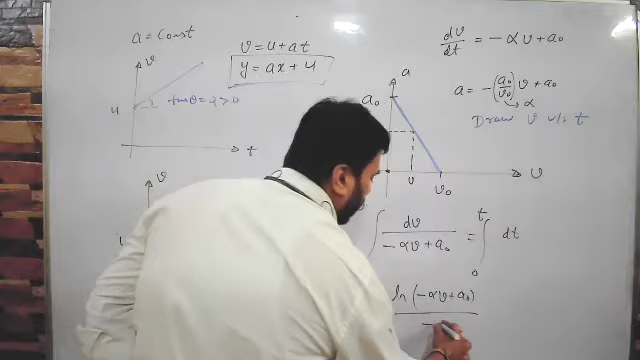 a = Const
v
u
tanθ = a > 0
t
v = u + at
y = ax + u
v
dv/dt = -αv + a₀
a
a₀
v
v₀
v
a = -(a₀/v₀)v + a₀
α
Draw v v/s t
∫ dv/(-αv + a₀) = ∫₀ᵗ dt
ln(-αv + a₀)